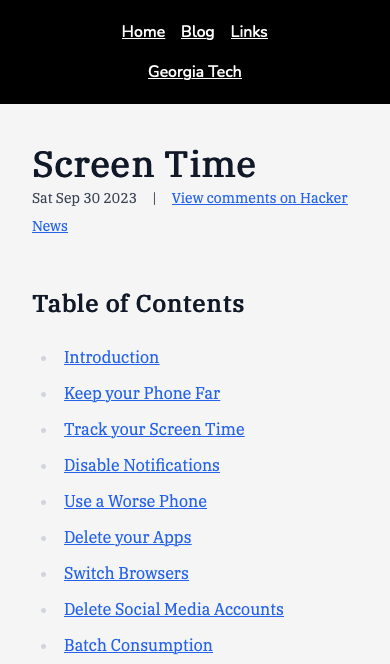 Home Blog Links
Georgia Tech
Screen Time
Sat Sep 30 2023 | View comments on Hacker
News
Table of Contents
Introduction
Keep your Phone Far
Track your Screen Time
Disable Notifications
Use a Worse Phone
Delete your Apps
Switch Browsers
Delete Social Media Accounts
Batch Consumption